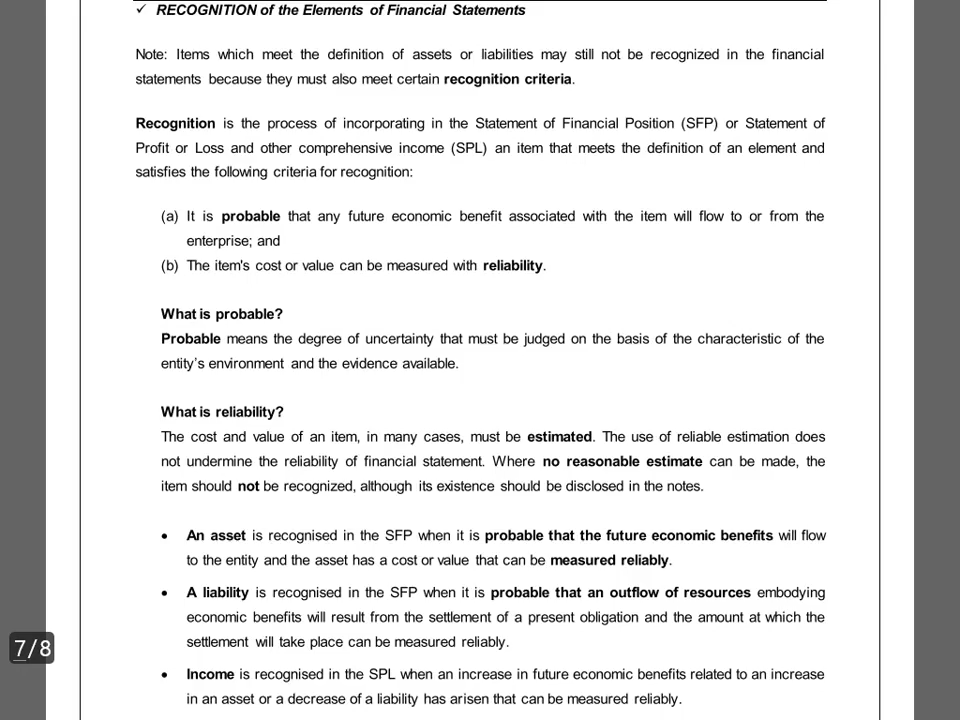 ✓ RECOGNITION of the Elements of Financial Statements
Note: Items which meet the definition of assets or liabilities may still not be recognized in the financial
statements because they must also meet certain recognition criteria.
Recognition is the process of incorporating in the Statement of Financial Position (SFP) or Statement of
Profit or Loss and other comprehensive income (SPL) an item that meets the definition of an element and
satisfies the following criteria for recognition:
(a) It is probable that any future economic benefit associated with the item will flow to or from the
enterprise; and
(b) The item's cost or value can be measured with reliability.
What is probable?
Probable means the degree of uncertainty that must be judged on the basis of the characteristic of the
entity's environment and the evidence available.
What is reliability?
The cost and value of an item, in many cases, must be estimated. The use of reliable estimation does
not undermine the reliability of financial statement. Where no reasonable estimate can be made, the
item should not be recognized, although its existence should be disclosed in the notes.
• An asset is recognised in the SFP when it is probable that the future economic benefits will flow
to the entity and the asset has a cost or value that can be measured reliably.
• A liability is recognised in the SFP when it is probable that an outflow of resources embodying
economic benefits will result from the settlement of a present obligation and the amount at which the
settlement will take place can be measured reliably.
7/8
• Income is recognised in the SPL when an increase in future economic benefits related to an increase
in an asset or a decrease of a liability has arisen that can be measured reliably.